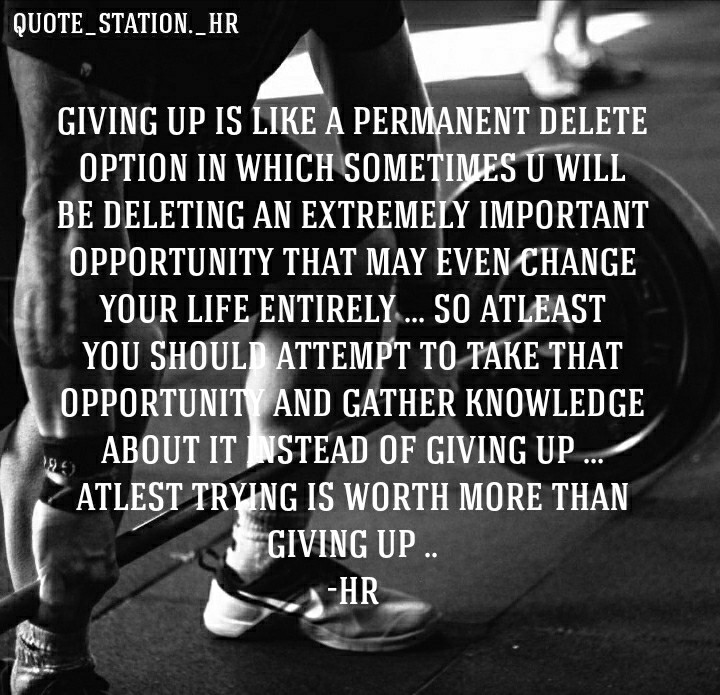 QUOTE_STATION._HR
GIVING UP IS LIKE A PERMANENT DELETE
OPTION IN WHICH SOMETIMES U WILL
BE DELETING AN EXTREMELY IMPORTANT
OPPORTUNITY THAT MAY EVEN CHANGE
YOUR LIFE ENTIRELY ... SO ATLEAST
YOU SHOULD ATTEMPT TO TAKE THAT
OPPORTUNITY AND GATHER KNOWLEDGE
ABOUT IT INSTEAD OF GIVING UP ...
ATLEST TRYING IS WORTH MORE THAN
GIVING UP ..
-HR